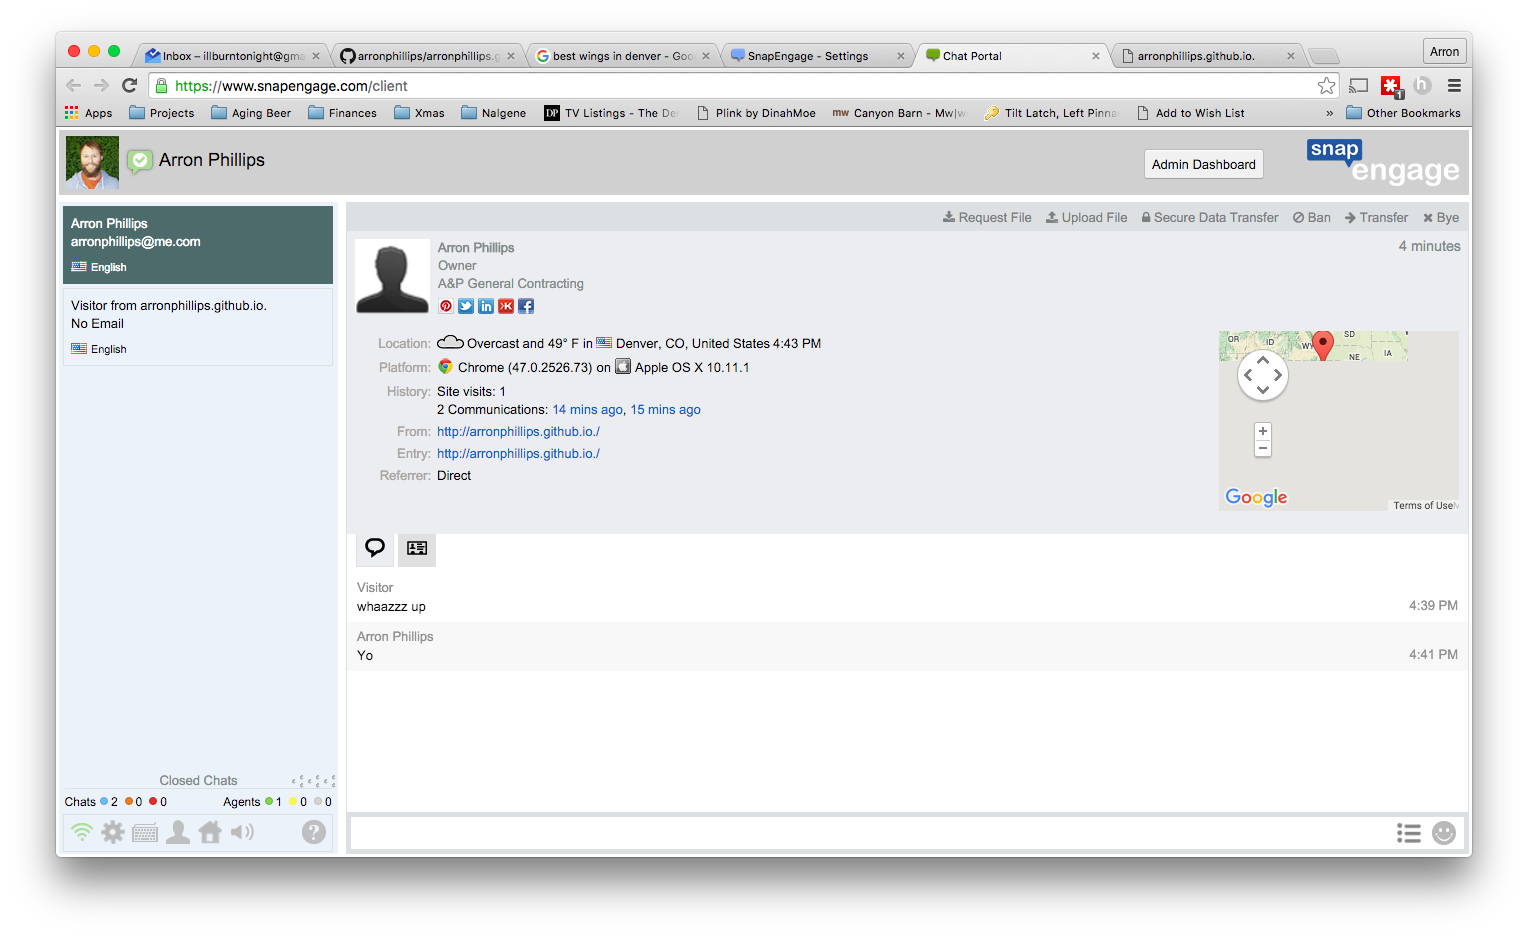 Inbox – illburntonight@gma
arronphillips/arronphillips.g
best wings in denver - Goo
SnapEngage - Settings
Chat Portal
arronphillips.github.io.
Arron
https://www.snapengage.com/client
1
h
Apps
Projects
Aging Beer
Finances
Xmas
Nalgene
DP TV Listings - The De
Plink by DinahMoe
mw Canyon Barn - Mw|w
Tilt Latch, Left Pinna
Add to Wish List
»
Other Bookmarks
Arron Phillips
Admin Dashboard
snap
engage
Arron Phillips
arronphillips@me.com
English
Visitor from arronphillips.github.io.
No Email
English
Request File
Upload File
Secure Data Transfer
Ban
Transfer
Bye
Arron Phillips
4 minutes
Owner
A&P General Contracting
Location: Overcast and 49° F in Denver, CO, United States 4:43 PM
Platform: Chrome (47.0.2526.73) on Apple OS X 10.11.1
History: Site visits: 1
2 Communications: 14 mins ago, 15 mins ago
From: http://arronphillips.github.io./
Entry: http://arronphillips.github.io./
Referrer: Direct
OR
ID
WY
SD
NE
IA
+
−
Google
Terms of Use
Visitor
whaazzz up
4:39 PM
Arron Phillips
Yo
4:41 PM
Closed Chats
Chats 2 0 0
Agents 1 0 0
?